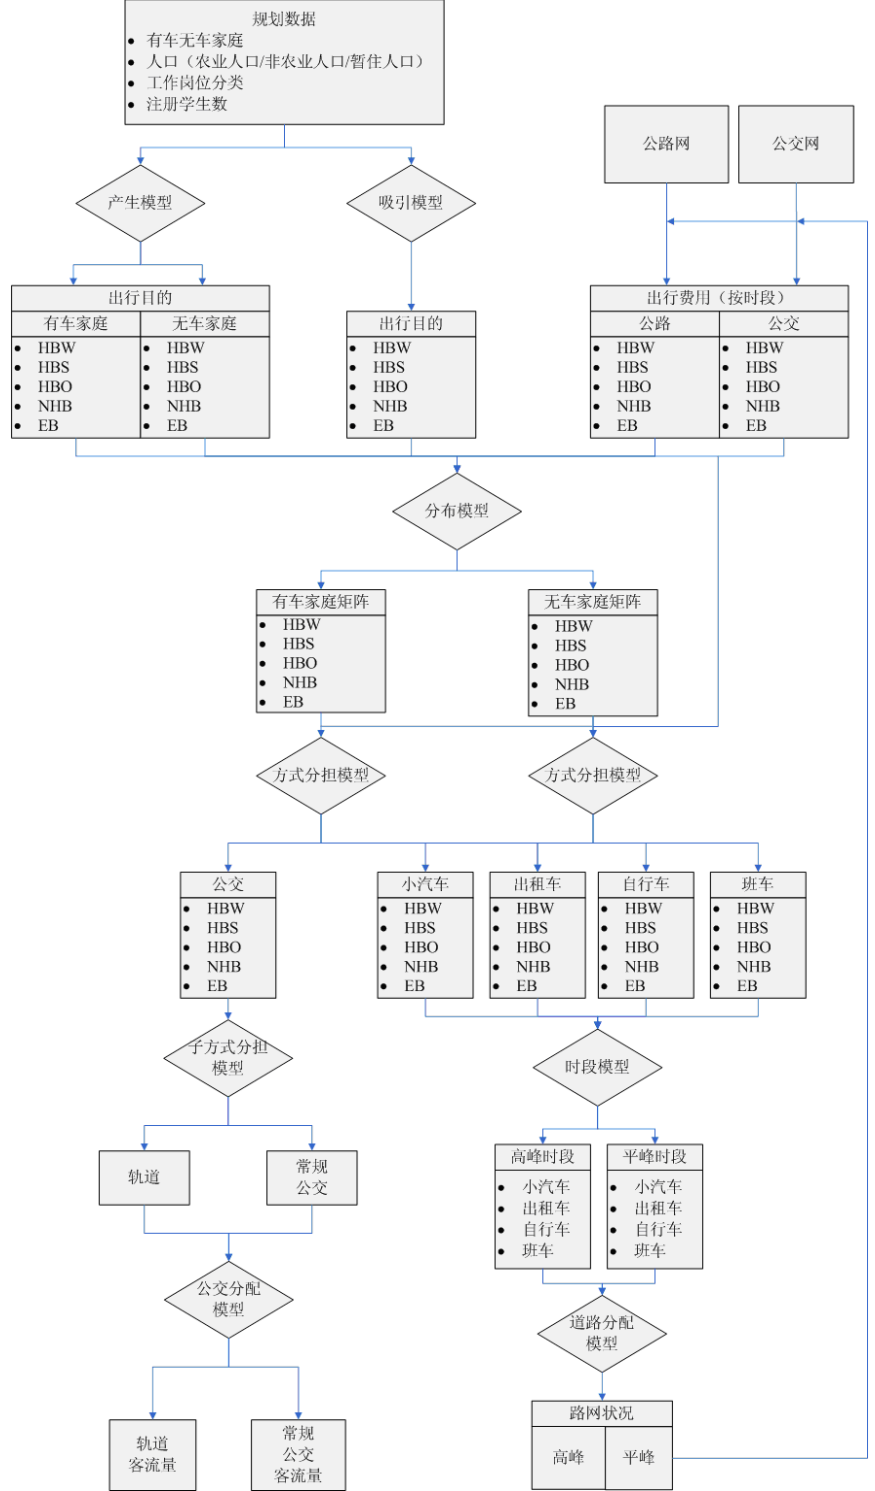 规划数据
• 有车无车家庭
• 人口（农业人口/非农业人口/暂住人口）
• 工作岗位分类
• 注册学生数
公路网
公交网
产生模型
吸引模型
出行目的
有车家庭
无车家庭
• HBW
• HBS
• HBO
• NHB
• EB
• HBW
• HBS
• HBO
• NHB
• EB
出行目的
• HBW
• HBS
• HBO
• NHB
• EB
出行费用（按时段）
公路
公交
• HBW
• HBS
• HBO
• NHB
• EB
• HBW
• HBS
• HBO
• NHB
• EB
分布模型
有车家庭矩阵
• HBW
• HBS
• HBO
• NHB
• EB
无车家庭矩阵
• HBW
• HBS
• HBO
• NHB
• EB
方式分担模型
方式分担模型
公交
• HBW
• HBS
• HBO
• NHB
• EB
小汽车
• HBW
• HBS
• HBO
• NHB
• EB
出租车
• HBW
• HBS
• HBO
• NHB
• EB
自行车
• HBW
• HBS
• HBO
• NHB
• EB
班车
• HBW
• HBS
• HBO
• NHB
• EB
子方式分担
模型
时段模型
轨道
常规
公交
高峰时段
• 小汽车
• 出租车
• 自行车
• 班车
平峰时段
• 小汽车
• 出租车
• 自行车
• 班车
公交分配
模型
道路分配
模型
轨道
客流量
常规
公交
客流量
路网状况
高峰
平峰